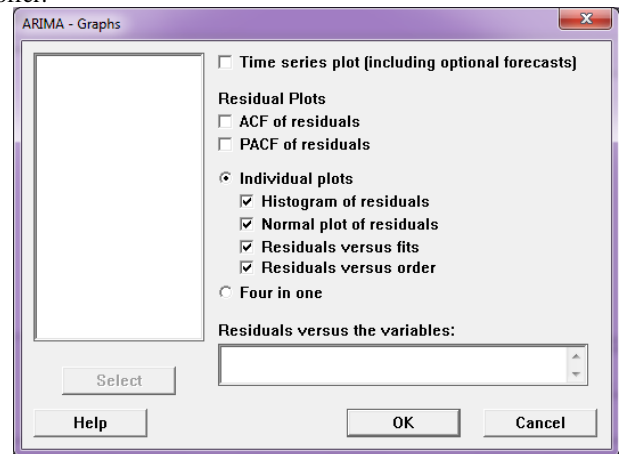 ARIMA - Graphs
Time series plot (including optional forecasts)
Residual Plots
ACF of residuals
PACF of residuals
Individual plots
Histogram of residuals
Normal plot of residuals
Residuals versus fits
Residuals versus order
Four in one
Residuals versus the variables:
Select
Help OK Cancel